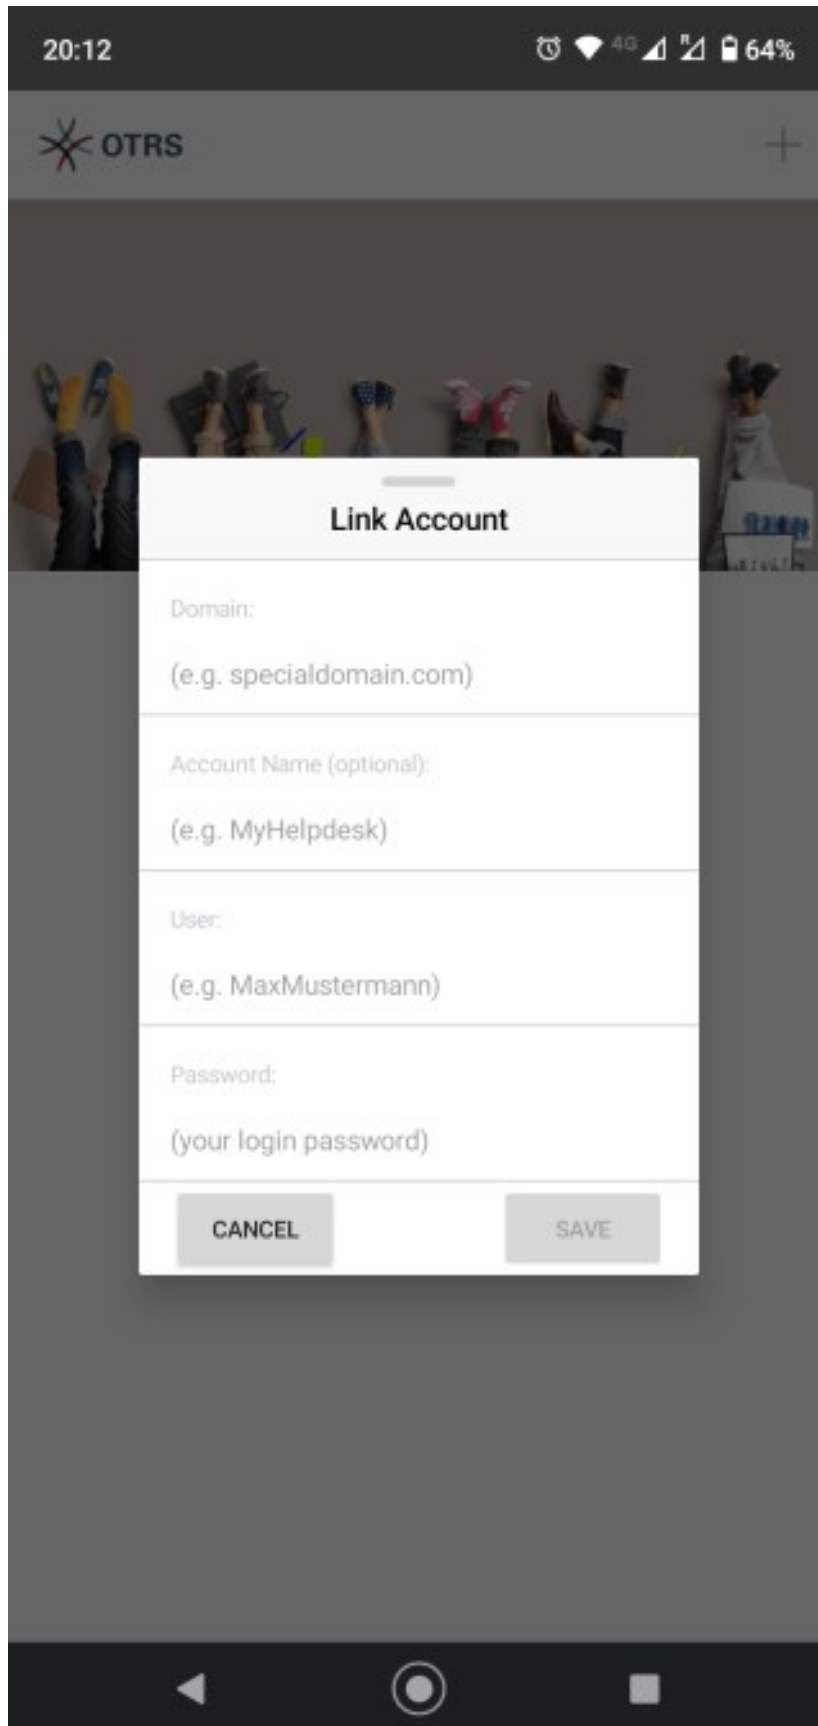 20:12
4G R 64%
OTRS
Link Account
Domain:
(e.g. specialdomain.com)
Account Name (optional):
(e.g. MyHelpdesk)
User:
(e.g. MaxMustermann)
Password:
(your login password)
CANCEL
SAVE